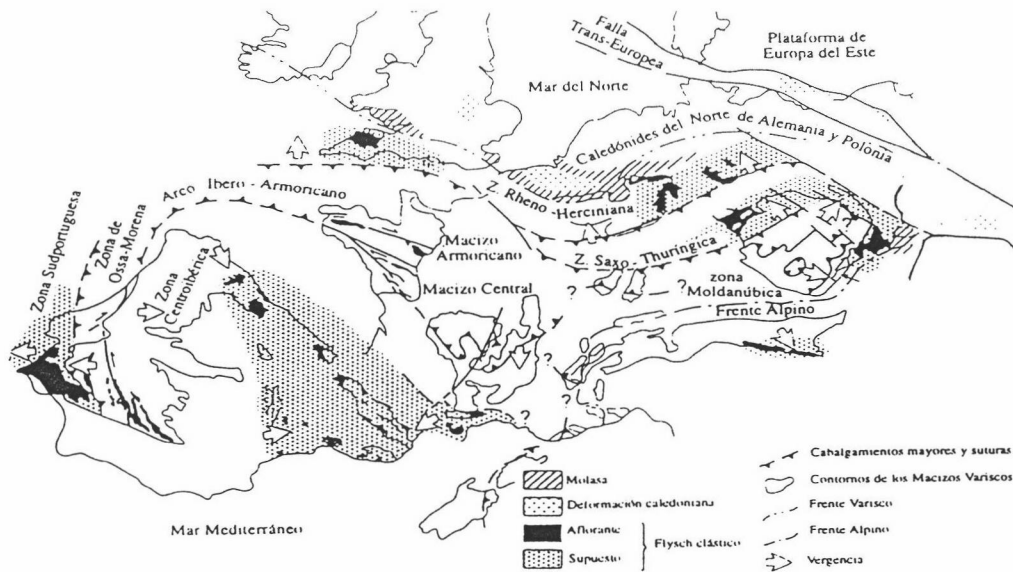 Falla
Trans-Europea
Plataforma de
Europa del Este
Mar del Norte
Caledónides del Norte de Alemania y Polónia
Arco Ibero-Armoricano
Z. Rheno-Herciniana
Zona Sudportuguesa
Zona de
Ossa-Morena
Zona
Centroibérica
Macizo
Armoricano
Z. Saxo-Thuríngica
Macizo Central
?
?
zona
Moldanúbica
Frente Alpino
?
?
?
?
Mar Mediterráneo
Molasa
Deformación caledoniana
Aflorante
Supuesto
Flysch clástico
Cabalgamientos mayores y suturas
Contornos de los Macizos Variscos
Frente Varisco
Frente Alpino
Vergencia